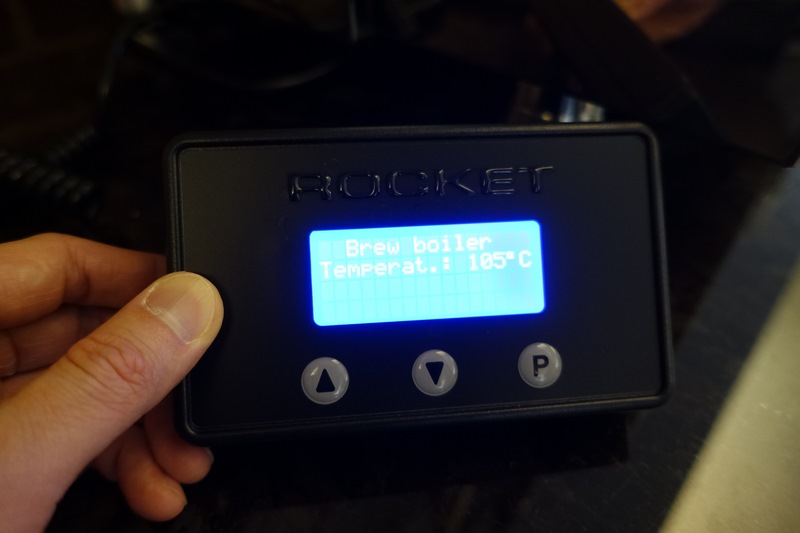 ROCKET
Brew boiler
Temperat.: 105°C
P